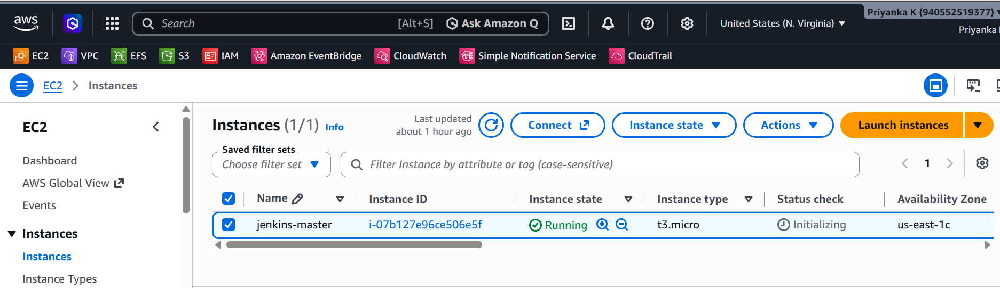 aws
Search [Alt+S] Ask Amazon Q
United States (N. Virginia)
Priyanka K (940552519377)
Priyanka
EC2 VPC EFS S3 IAM Amazon EventBridge CloudWatch Simple Notification Service CloudTrail
EC2 Instances
EC2
Dashboard
AWS Global View
Events
Instances
Instances
Instance Types
Instances (1/1) Info
Last updated
about 1 hour ago
Connect Instance state Actions Launch instances
Saved filter sets
Choose filter set Filter Instance by attribute or tag (case-sensitive)
1
Name Instance ID Instance state Instance type Status check Availability Zone
jenkins-master i-07b127e96ce506e5f Running t3.micro Initializing us-east-1c